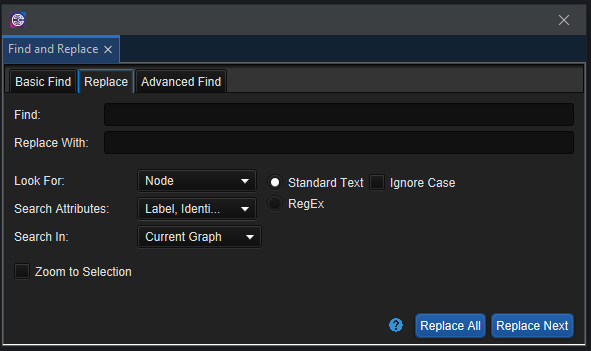 Find and Replace
Basic Find Replace Advanced Find
Find:
Replace With:
Look For: Node Standard Text Ignore Case
Search Attributes: Label, Identi... RegEx
Search In: Current Graph
Zoom to Selection
? Replace All Replace Next